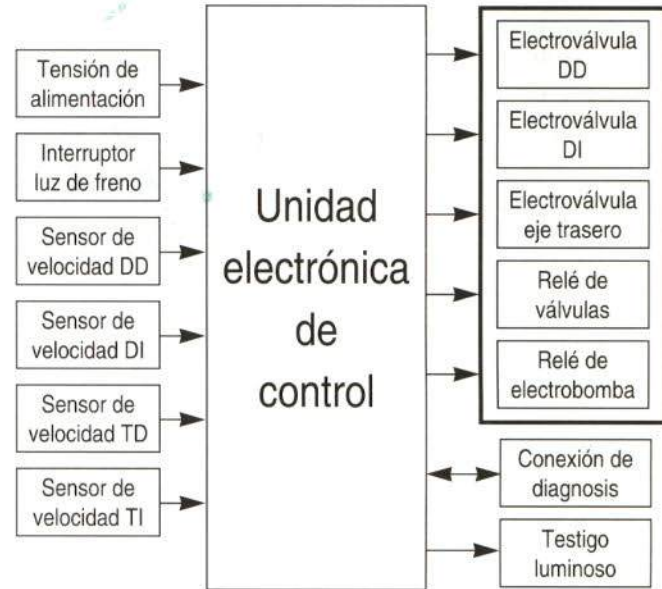 Tensión de
alimentación
Interruptor
luz de freno
Sensor de
velocidad DD
Sensor de
velocidad DI
Sensor de
velocidad TD
Sensor de
velocidad TI
Unidad
electrónica
de
control
Electroválvula
DD
Electroválvula
DI
Electroválvula
eje trasero
Relé de
válvulas
Relé de
electrobomba
Conexión de
diagnosis
Testigo
luminoso